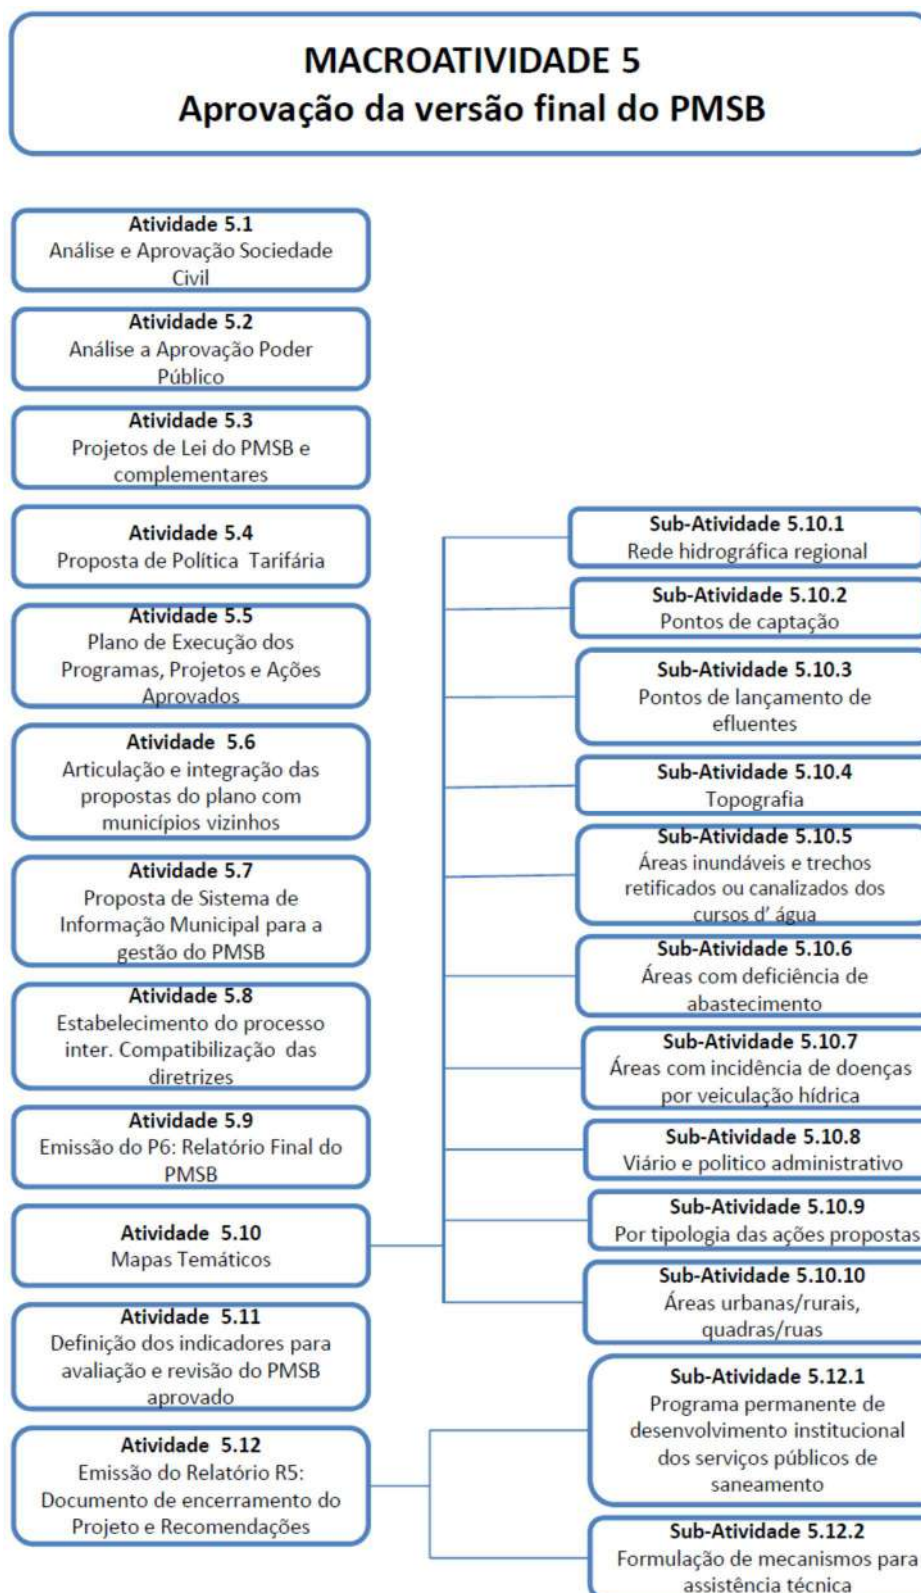 MACROATIVIDADE 5
Aprovação da versão final do PMSB
Atividade 5.1
Análise e Aprovação Sociedade
Civil
Atividade 5.2
Análise a Aprovação Poder
Público
Atividade 5.3
Projetos de Lei do PMSB e
complementares
Atividade 5.4
Proposta de Política Tarifária
Atividade 5.5
Plano de Execução dos
Programas, Projetos e Ações
Aprovados
Atividade 5.6
Articulação e integração das
propostas do plano com
municípios vizinhos
Atividade 5.7
Proposta de Sistema de
Informação Municipal para a
gestão do PMSB
Atividade 5.8
Estabelecimento do processo
inter. Compatibilização das
diretrizes
Atividade 5.9
Emissão do P6: Relatório Final do
PMSB
Atividade 5.10
Mapas Temáticos
Atividade 5.11
Definição dos indicadores para
avaliação e revisão do PMSB
aprovado
Atividade 5.12
Emissão do Relatório R5:
Documento de encerramento do
Projeto e Recomendações
Sub-Atividade 5.10.1
Rede hidrográfica regional
Sub-Atividade 5.10.2
Pontos de captação
Sub-Atividade 5.10.3
Pontos de lançamento de
efluentes
Sub-Atividade 5.10.4
Topografia
Sub-Atividade 5.10.5
Áreas inundáveis e trechos
retificados ou canalizados dos
cursos d’ água
Sub-Atividade 5.10.6
Áreas com deficiência de
abastecimento
Sub-Atividade 5.10.7
Áreas com incidência de doenças
por veiculação hídrica
Sub-Atividade 5.10.8
Viário e politico administrativo
Sub-Atividade 5.10.9
Por tipologia das ações propostas
Sub-Atividade 5.10.10
Áreas urbanas/rurais,
quadras/ruas
Sub-Atividade 5.12.1
Programa permanente de
desenvolvimento institucional
dos serviços públicos de
saneamento
Sub-Atividade 5.12.2
Formulação de mecanismos para
assistência técnica